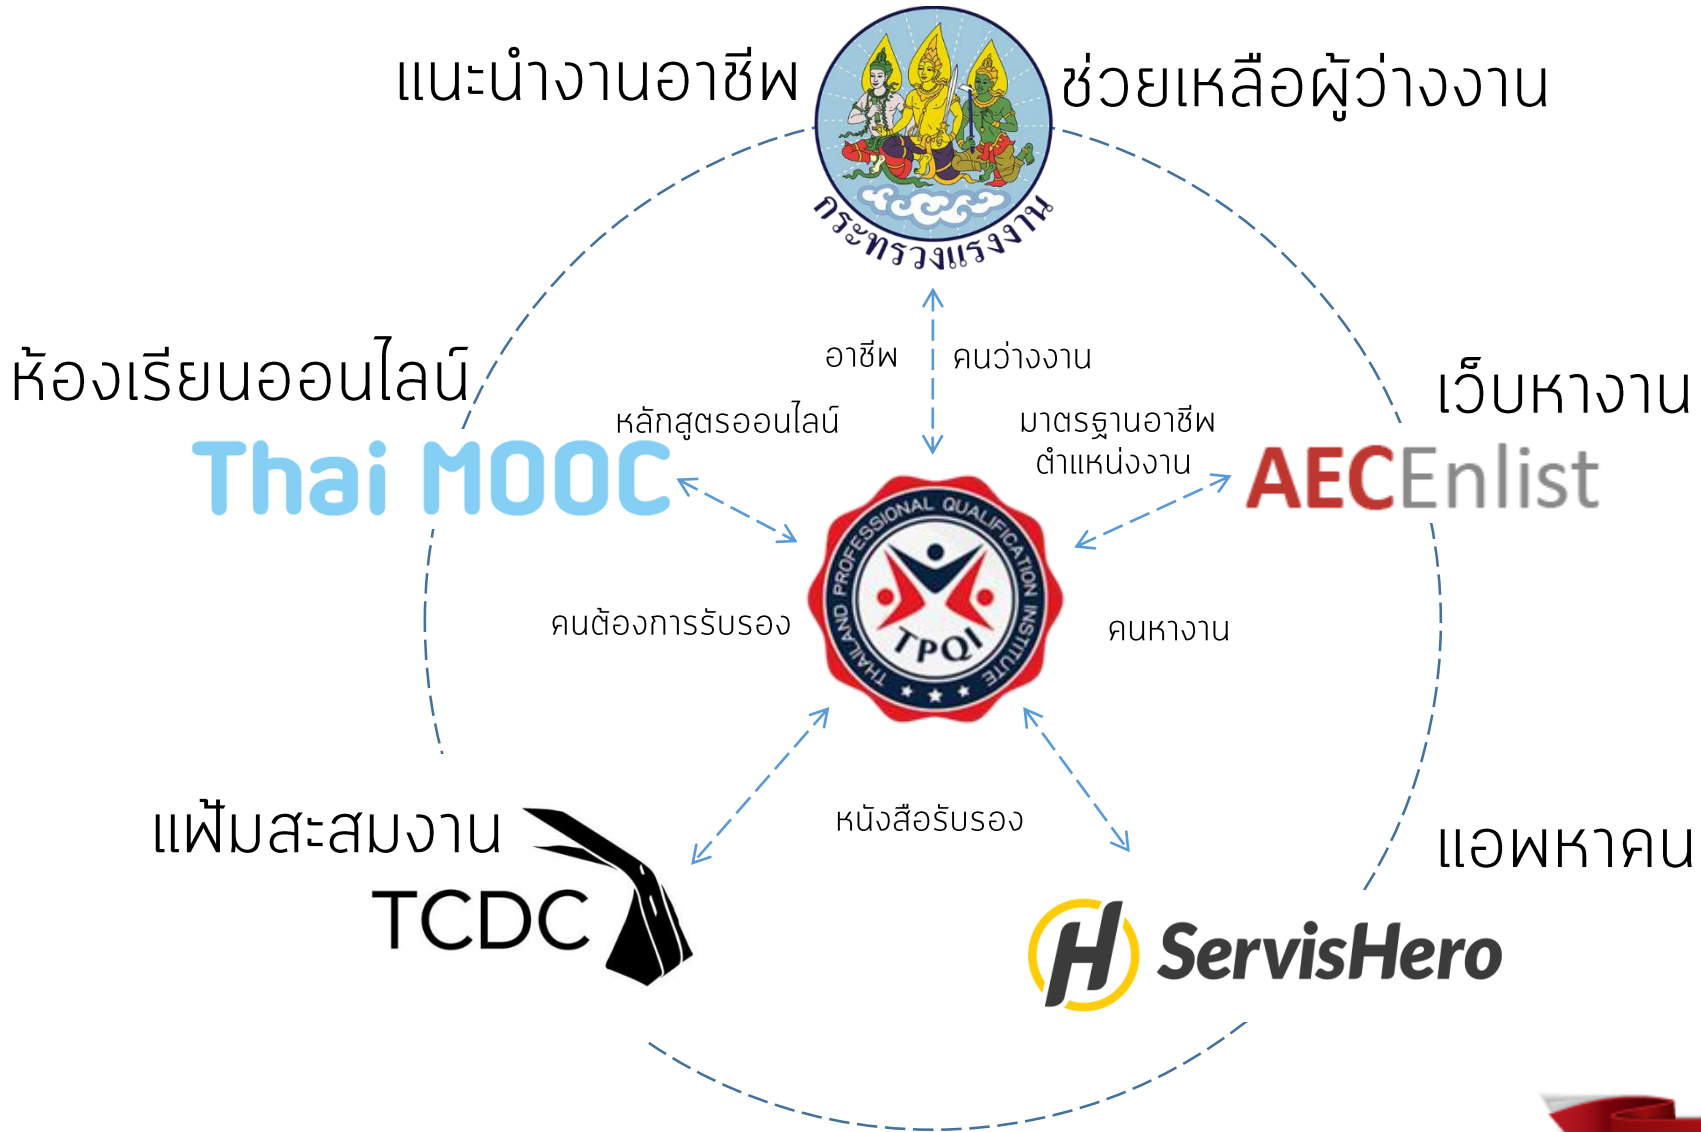 แนะนำงานอาชีพ
ช่วยเหลือผู้ว่างงาน
กระทรวงแรงงาน
อาชีพ
คนว่างงาน
ห้องเรียนออนไลน์
Thai MOOC
หลักสูตรออนไลน์
มาตรฐานอาชีพ
ตำแหน่งงาน
เว็บหางาน
AECEnlist
THAILAND PROFESSIONAL QUALIFICATION INSTITUTE
TPQI
คนต้องการรับรอง
คนหางาน
หนังสือรับรอง
แฟ้มสะสมงาน
TCDC
แอพหาคน
H ServisHero